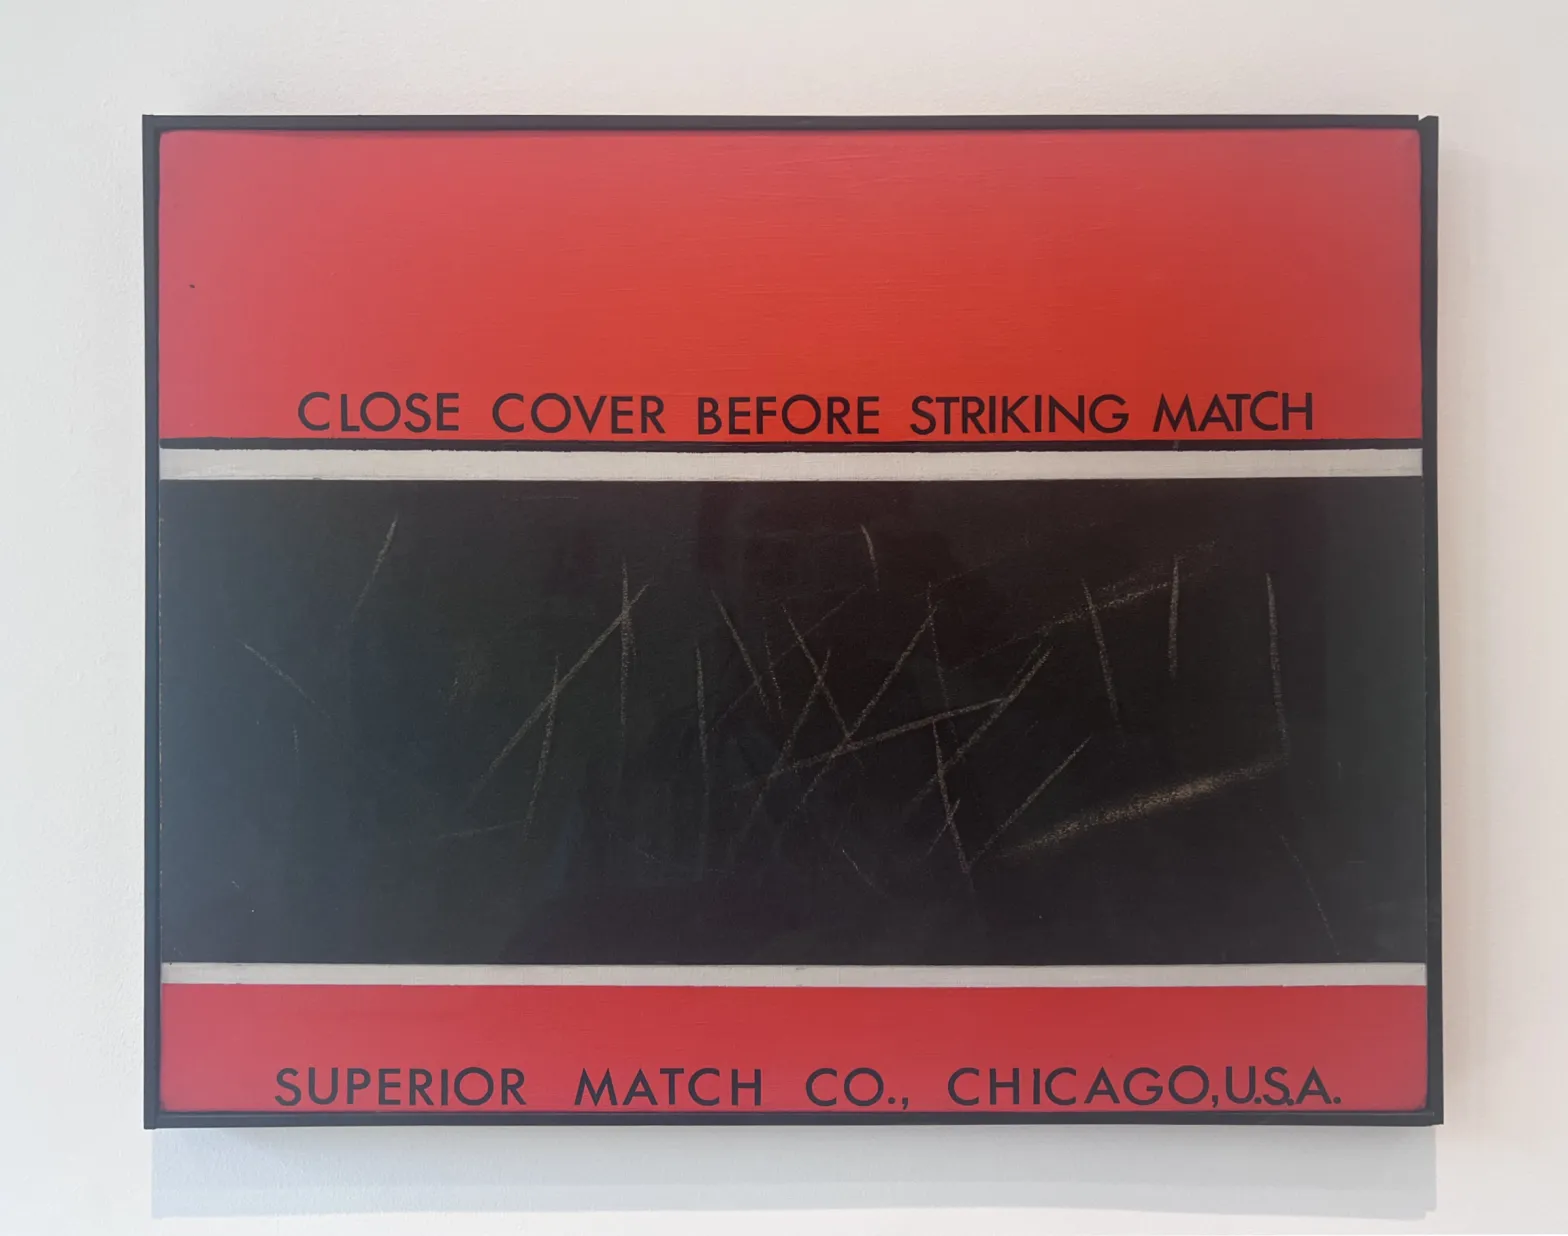 CLOSE COVER BEFORE STRIKING MATCH
SUPERIOR MATCH CO., CHICAGO,U.S.A.